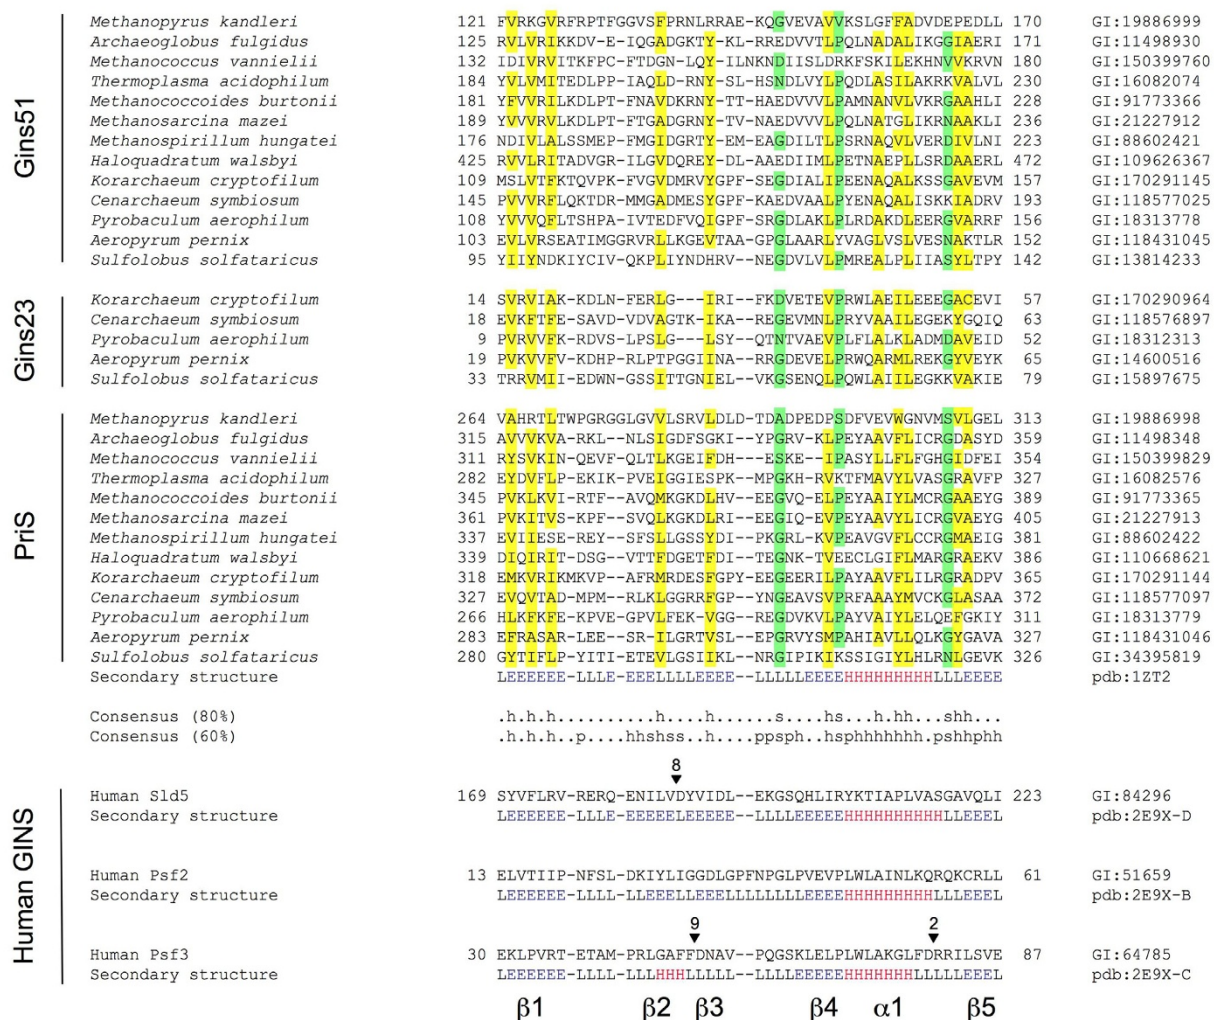 Gins51
Methanopyrus kandleri 121 FVRKGVRFRPTFGGVSFPRNLRRAE-KQGVEVAVVKSLGFFADVDEPEDLL 170 GI:19886999
Archaeoglobus fulgidus 125 RVLVRIKKDV-E-IQGADGKTY-KL-RREDVVTLPQLNADALIKGGIAERI 171 GI:11498930
Methanococcus vannielii 132 IDIVRVITKFPC-FTDGN-LQY-ILNKNDIISLDRKFSKILEKHNVVKRVN 180 GI:150399760
Thermoplasma acidophilum 184 YVLVMITEDLPP-IAQLD-RNY-SL-HSNDLVYLPQDLASILAKRKVALVL 230 GI:16082074
Methanococcoides burtonii 181 YFVVRILKDLPT-FNAVDKRNY-TT-HAEDVVVLPAMNANVLVKRGAAHLI 228 GI:91773366
Methanosarcina mazei 189 YVVVRVLKDLPT-FTGADGRNY-TV-NAEDVVVLPQLNATGLIKRNAAKLI 236 GI:21227912
Methanospirillum hungatei 176 NDIVLALSSMEP-FMGIDGRTY-EM-EAGDILTLPSRNAQVLVERDIVLNI 223 GI:88602421
Haloquadratum walsbyi 425 RVVLRITADVGR-ILGVDQREY-DL-AAEDIIMLPETNAEPLLSRDAAERL 472 GI:109626367
Korarchaeum cryptofilum 109 MSLVTFKTQVPK-FVGVDMRVYGPF-SEGDIALIPEENAQALKSSGAVEVM 157 GI:170291145
Cenarchaeum symbiosum 145 PVVVRFLQKTDR-MMGADMESYGPF-KAEDVAALPYENAQALISKKIADRV 193 GI:118577025
Pyrobaculum aerophilum 108 YVVVQFLTSHPA-IVTEDFVQIGPF-SRGDLAKLPLRDAKDLEERGVARRF 156 GI:18313778
Aeropyrum pernix 103 EVLVRSEATIMGGRVRLLKGEVTAA-GPGLAARLYVAGLVSLVESNAKTLR 152 GI:118431045
Sulfolobus solfataricus 95 YIIYNDKIYCIV-QKPLIYNDHRV--NEGDVLVLPMREALPLIIASYLTPY 142 GI:13814233
Gins23
Korarchaeum cryptofilum 14 SVRVIAK-KDLN-FERLG---IRI--FKDVETEVPRWLAEILEEEGACEVI 57 GI:170290964
Cenarchaeum symbiosum 18 EVKFTFE-SAVD-VDVAGTK-IKA--REGEVMNLPRYVAAILEGEKYGQIQ 63 GI:118576897
Pyrobaculum aerophilum 9 PVRVVFK-RDVS-LPSLG---LSY--QTNTVAEVPLFLALKLADMDAVEID 52 GI:18312313
Aeropyrum pernix 19 PVKVVFV-KDHP-RLPTPGGIINA--RRGDEVELPRWQARMLREKGYVEYK 65 GI:14600516
Sulfolobus solfataricus 33 TRRVMII-EDWN-GSSITTGNIEL--VKGSENQLPQWLAIILEGKKVAKIE 79 GI:15897675
PriS
Methanopyrus kandleri 264 VAHRTLTWPGRGGLGVVLSRVLDLD-TDADPEDPSDFVEVWGNVMSVLGEL 313 GI:19886998
Archaeoglobus fulgidus 315 AVVVKVA-RKL--NLSIGDFSGKI--YPGRV-KLPEYAAVFLICRGDASYD 359 GI:11498348
Methanococcus vannielii 311 RYSVKIN-QEVF-QLTLKGEIFDH---ESKE--IPASYLLFLFGHGIDFEI 354 GI:150399829
Thermoplasma acidophilum 282 EYDVFLP-EKIK-PVEIGGIESPK---MPGKH-RVKTFMAVYLVASGRAVFP 327 GI:16082576
Methanococcoides burtonii 345 PVKLKVI-RTF--AVQMKGKDLHV--EEGVQ-ELPEYAAIYLMCRGAAEYG 389 GI:91773365
Methanosarcina mazei 361 PVKITVS-KPF--SVQLKGKDLRI--EEGIQ-EVPEYAAVYLICRGVAEYG 405 GI:21227913
Methanospirillum hungatei 337 EVIIESE-REY--MSFSLLGSSYDI--PKGRL-KVPEAVGVFLCCRGMAEIG 381 GI:88602422
Haloquadratum walsbyi 339 DIQIRIT-DSG--VTTFDGETFDI--TEGNK-TVEECLGIFLMARGRAEKV 386 GI:110668621
Korarchaeum cryptofilum 318 EMKVRIKMKVP--AFRMRDESFGPY-EEGEERILPAYAAVFLILRGRADPV 365 GI:170291144
Cenarchaeum symbiosum 327 EVQVTAD-MPM--RLKLGGRRFGP--YNGEAVSVPRFAAAYMVCKGLASAA 372 GI:118577097
Pyrobaculum aerophilum 266 HLKFKFE-KPVE-GPVLFEK-VGG--REGDVKVLPAYVAIYLELQEFGKIY 311 GI:18313779
Aeropyrum pernix 283 EFRASAR-LEE--SR-ILGRTVSL--EPGRVYSMPAHIAVLLQLKGYGAVA 327 GI:118431046
Sulfolobus solfataricus 280 GYTIFLP-YITI-ETEVLGSIIKL--NRGIPIKIKSSIGIYLHLRNLGEVK 326 GI:34395819
Secondary structure LEEEEEE-LLLE-EEELLLLEEEE--LLLLLEEEEHHHHHHHHHLLLEEEE pdb:1ZT2
Consensus (80%) .h.h.h..........h....h......s....hs...h.hh...shh...
Consensus (60%) .h.h.h..p....hhshss..h....ppsph..hsphhhhhhh.pshhphh
8
Human GINS
Human Sld5 169 SYVFLRV-RERQ-ENILVDYVIDL--EKGSQHLIRYKTIAPLVASGAVQLI 223 GI:84296
Secondary structure LEEEEEE-LLLE-EEEEELEEEEE--LLLLEEEEEHHHHHHHHHHLLEEEL pdb:2E9X-D
Human Psf2 13 ELVTIIP-NFSL-DKIYLIGGDLGPFNPGLPVEVPLWLAINLKQRQKCRLL 61 GI:51659
Secondary structure LEEEEEE-LLLL-LLEEELLEEELLLLLLLLEEEEHHHHHHHHHLLLEEEL pdb:2E9X-B
9 2
Human Psf3 30 EKLPVRT-ETAM-PRLGAFFDNAV--PQGSKLELPLWLAKGLFDRRILSVE 87 GI:64785
Secondary structure LEEEEEE-LLLL-LLLHHHLLLLL--LLLLEEEEEHHHHHHHLLLLLEEEL pdb:2E9X-C
β1 β2 β3 β4 α1 β5